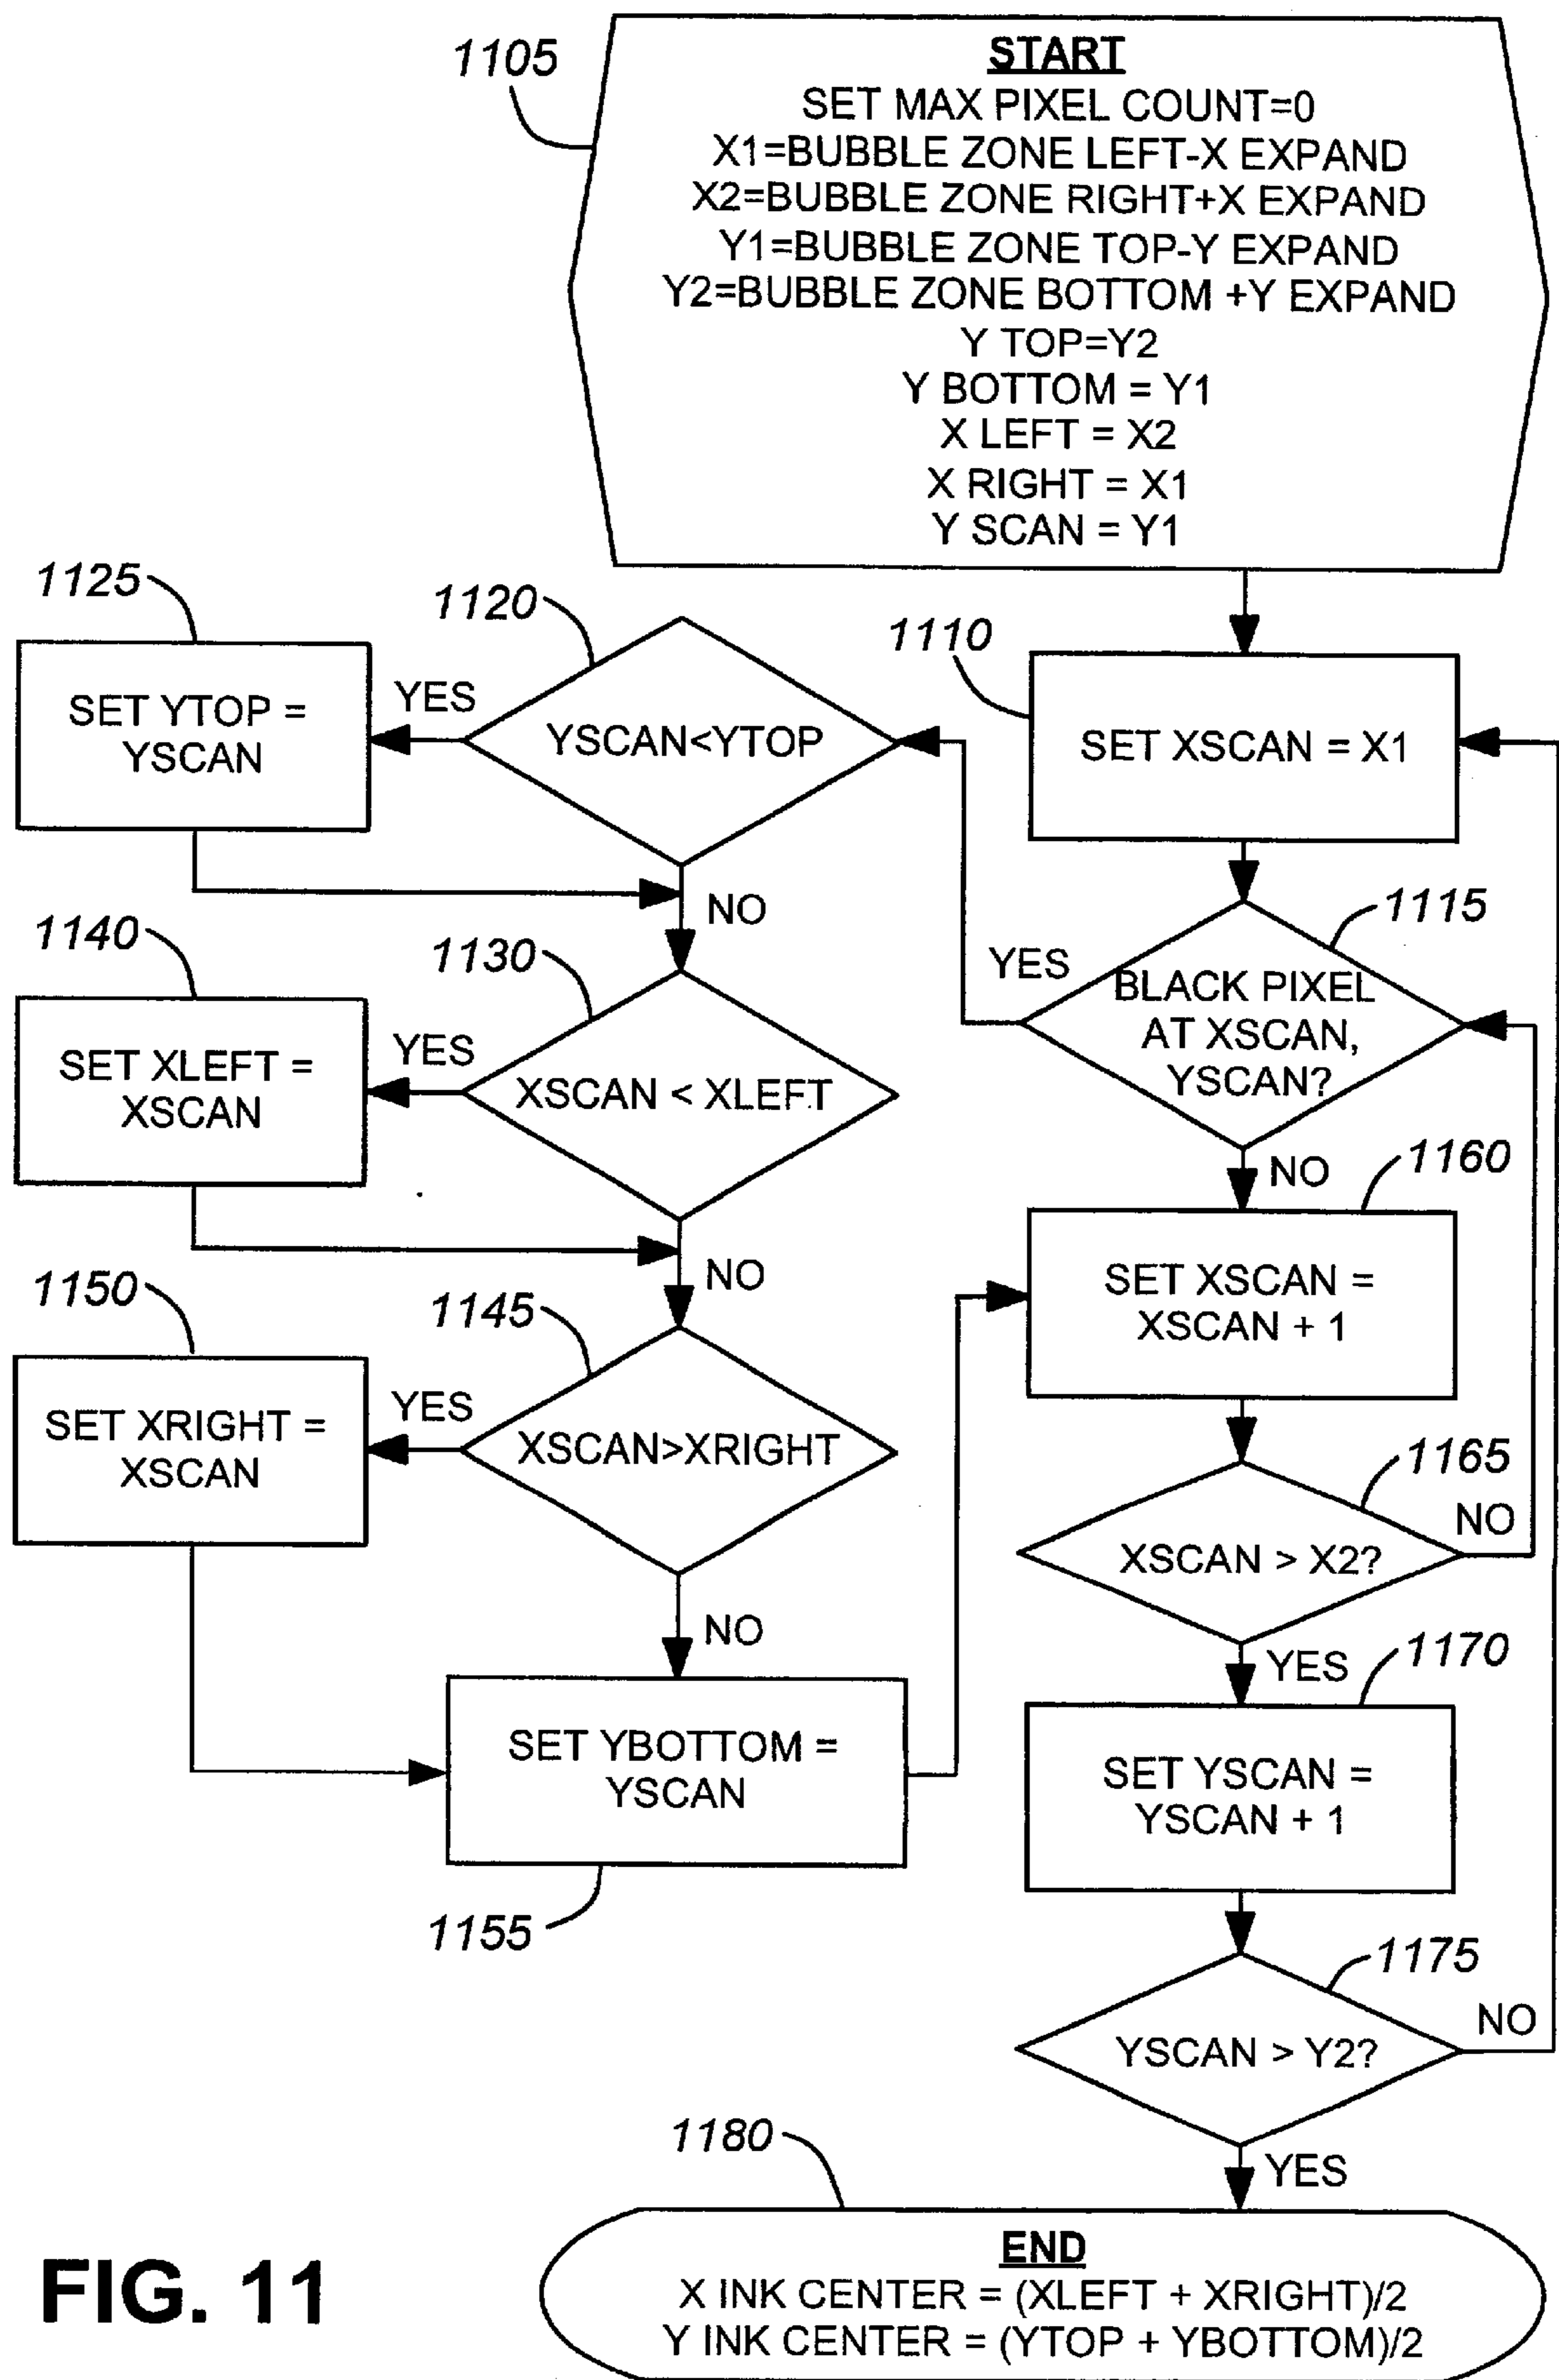 1105
START
SET MAX PIXEL COUNT=0
X1=BUBBLE ZONE LEFT-X EXPAND
X2=BUBBLE ZONE RIGHT+X EXPAND
Y1=BUBBLE ZONE TOP-Y EXPAND
Y2=BUBBLE ZONE BOTTOM +Y EXPAND
Y TOP=Y2
Y BOTTOM = Y1
X LEFT = X2
X RIGHT = X1
Y SCAN = Y1
1110
SET XSCAN = X1
1115
BLACK PIXEL
AT XSCAN,
YSCAN?
YES
NO
1120
YSCAN<YTOP
YES
NO
1125
SET YTOP =
YSCAN
1130
XSCAN < XLEFT
YES
NO
1140
SET XLEFT =
XSCAN
1145
XSCAN>XRIGHT
YES
NO
1150
SET XRIGHT =
XSCAN
SET YBOTTOM =
YSCAN
1155
1160
SET XSCAN =
XSCAN + 1
1165
XSCAN > X2?
NO
YES
1170
SET YSCAN =
YSCAN + 1
1175
YSCAN > Y2?
NO
YES
1180
END
X INK CENTER = (XLEFT + XRIGHT)/2
Y INK CENTER = (YTOP + YBOTTOM)/2
FIG. 11